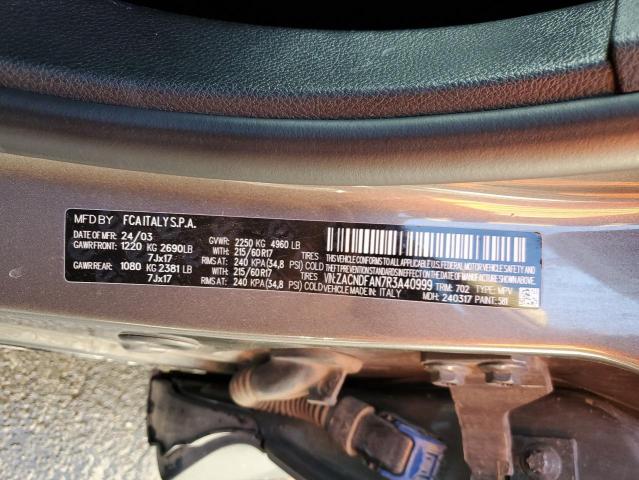 MFD BY FCA ITALY S.P.A.
DATE OF MFR: 24/03 GVWR: 2250 KG 4960 LB
GAWR FRONT: 1220 KG 2690LB WITH: 215/60R17 TIRES
7Jx17 RIMS AT: 240 KPA (34,8 PSI) COLD
GAWR REAR: 1080 KG 2381 LB WITH: 215/60R17 TIRES
7Jx17 RIMS AT: 240 KPA (34,8 PSI) COLD
THIS VEHICLE CONFORMS TO ALL APPLICABLE U.S. FEDERAL MOTOR VEHICLE SAFETY AND
THEFT PREVENTION STANDARDS IN EFFECT ON THE DATE OF MANUFACTURE SHOWN ABOVE.
VIN: ZACNDFAN7R3A40999 TRIM: 702 TYPE: MPV
VEHICLE MADE IN: ITALY MDH: 240317 PAINT: